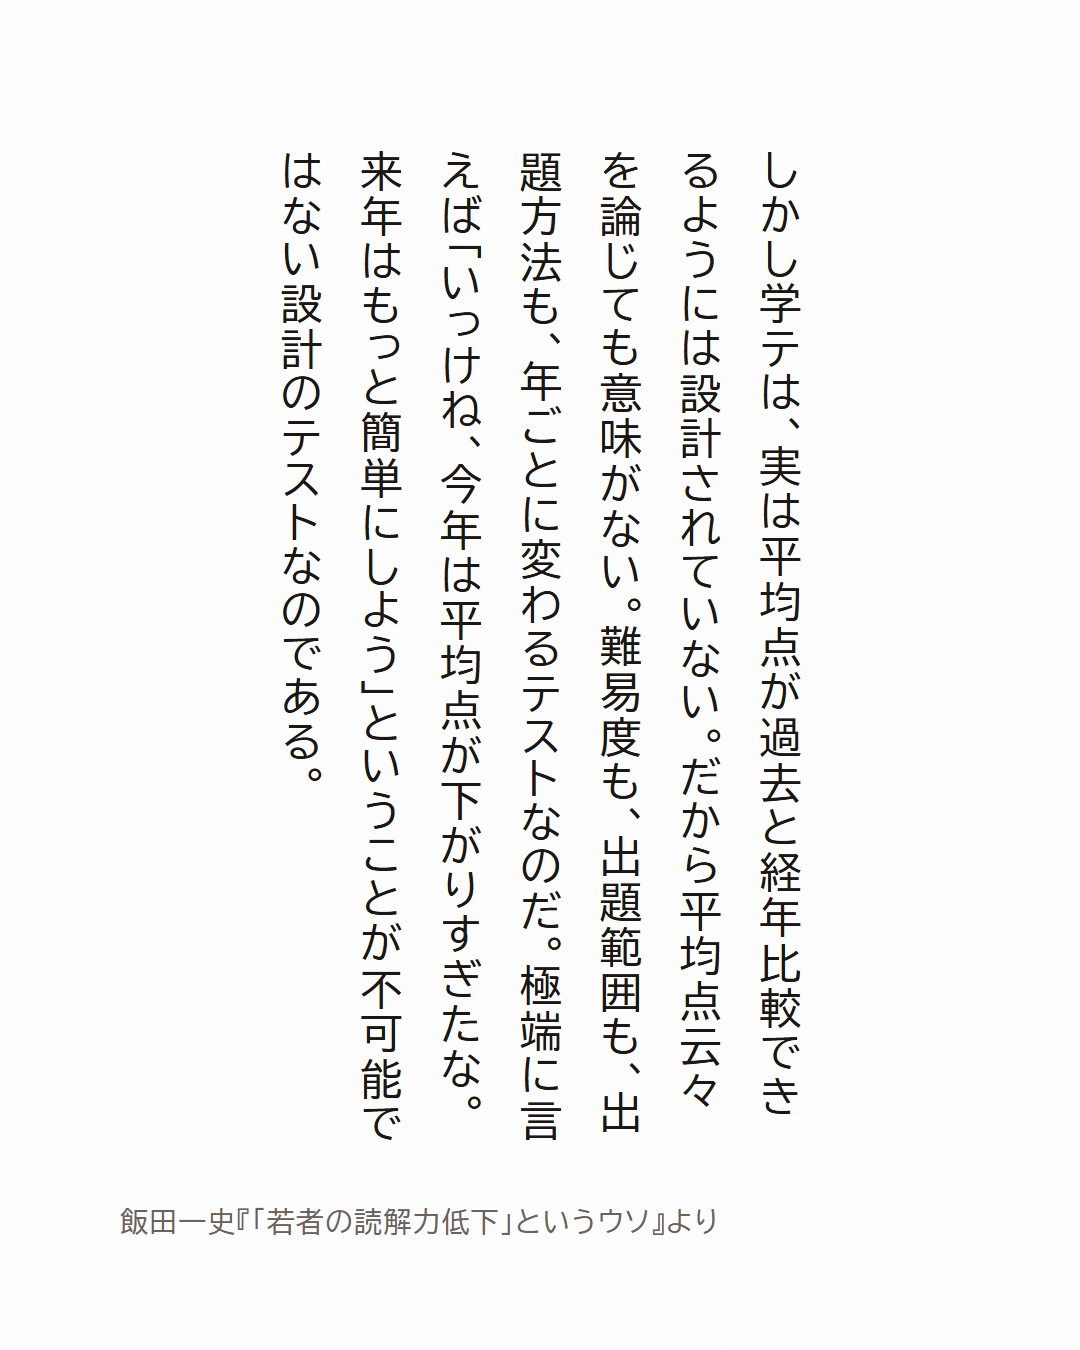 しかし学テは、実は平均点が過去と経年比較でき
るようには設計されていない。だから平均点云々
を論じても意味がない。難易度も、出題範囲も、出
題方法も、年ごとに変わるテストなのだ。極端に言
えば「いっけね、今年は平均点が下がりすぎたな。
来年はもっと簡単にしよう」ということが不可能で
はない設計のテストなのである。
飯田一史『「若者の読解力低下」というウソ』より